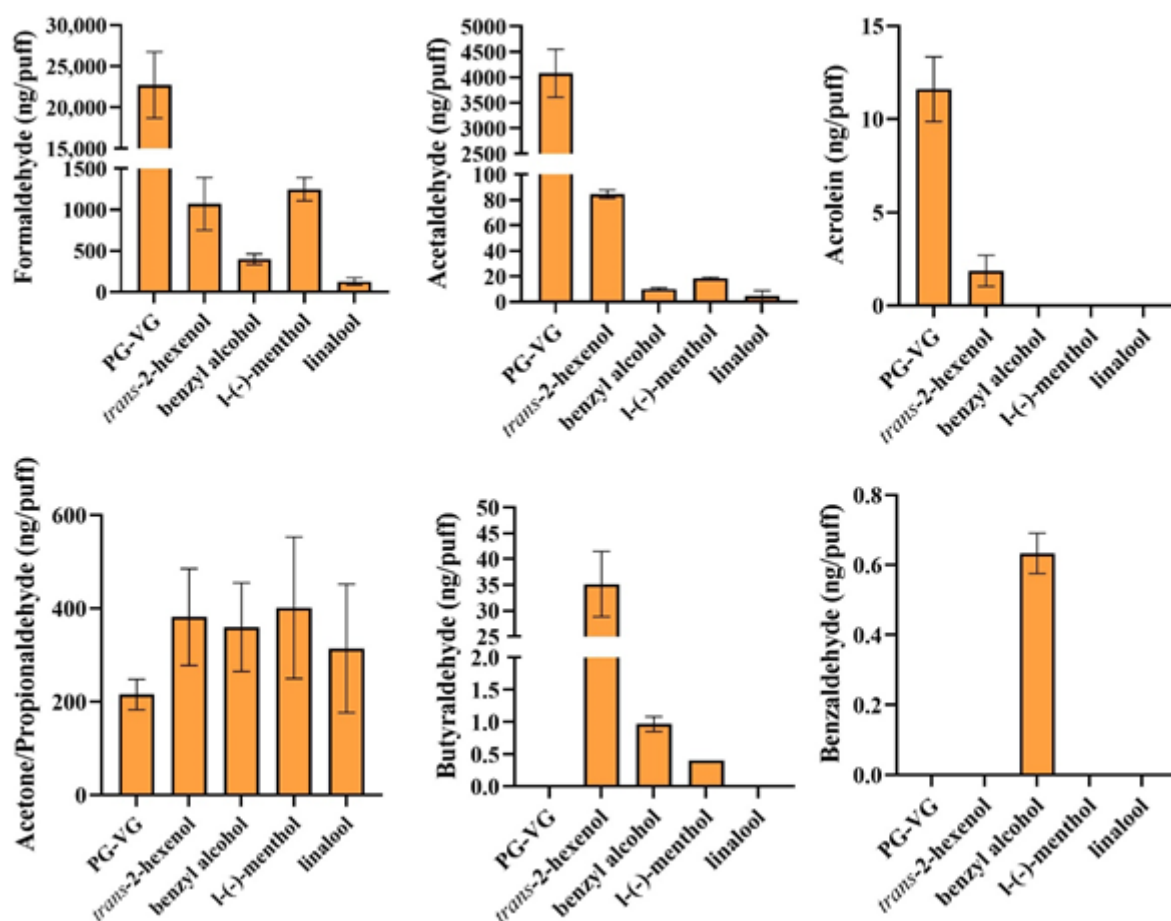 Formaldehyde (ng/puff)
30,000
25,000
20,000
15,000
1500
1000
500
0
PG-VG
trans-2-hexenol
benzyl alcohol
l-(-)-menthol
linalool
Acetaldehyde (ng/puff)
5000
4500
4000
3500
3000
2500
100
80
60
40
20
0
PG-VG
trans-2-hexenol
benzyl alcohol
l-(-)-menthol
linalool
Acrolein (ng/puff)
15
10
5
0
PG-VG
trans-2-hexenol
benzyl alcohol
l-(-)-menthol
linalool
Acetone/Propionaldehyde (ng/puff)
600
400
200
0
PG-VG
trans-2-hexenol
benzyl alcohol
l-(-)-menthol
linalool
Butyraldehyde (ng/puff)
50
45
40
35
30
25
2.0
1.5
1.0
0.5
0.0
PG-VG
trans-2-hexenol
benzyl alcohol
l-(-)-menthol
linalool
Benzaldehyde (ng/puff)
0.8
0.6
0.4
0.2
0.0
PG-VG
trans-2-hexenol
benzyl alcohol
l-(-)-menthol
linalool